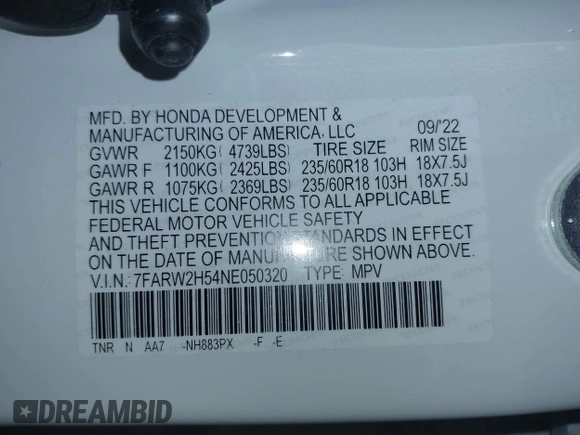 MFD. BY HONDA DEVELOPMENT &
MANUFACTURING OF AMERICA, LLC 09/'22
GVWR 2150KG ( 4739LBS) TIRE SIZE RIM SIZE
GAWR F 1100KG ( 2425LBS) 235/60R18 103H 18X7.5J
GAWR R 1075KG ( 2369LBS) 235/60R18 103H 18X7.5J
THIS VEHICLE CONFORMS TO ALL APPLICABLE
FEDERAL MOTOR VEHICLE SAFETY
AND THEFT PREVENTION STANDARDS IN EFFECT
ON THE DATE OF MANUFACTURE SHOWN ABOVE.
V.I.N.: 7FARW2H54NE050320 TYPE: MPV
TNR N AA7 -NH883PX -F -E
DREAMBID